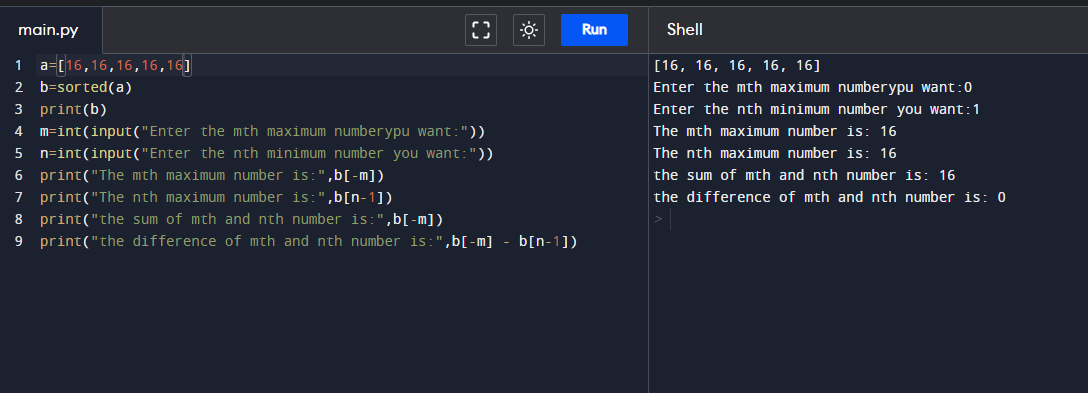 main.py
Run
Shell
1 a=[16,16,16,16,16]
2 b=sorted(a)
3 print(b)
4 m=int(input("Enter the mth maximum numberypu want:"))
5 n=int(input("Enter the nth minimum number you want:"))
6 print("The mth maximum number is:",b[-m])
7 print("The nth maximum number is:",b[n-1])
8 print("the sum of mth and nth number is:",b[-m])
9 print("the difference of mth and nth number is:",b[-m] - b[n-1])
[16, 16, 16, 16, 16]
Enter the mth maximum numberypu want:0
Enter the nth minimum number you want:1
The mth maximum number is: 16
The nth maximum number is: 16
the sum of mth and nth number is: 16
the difference of mth and nth number is: 0
>